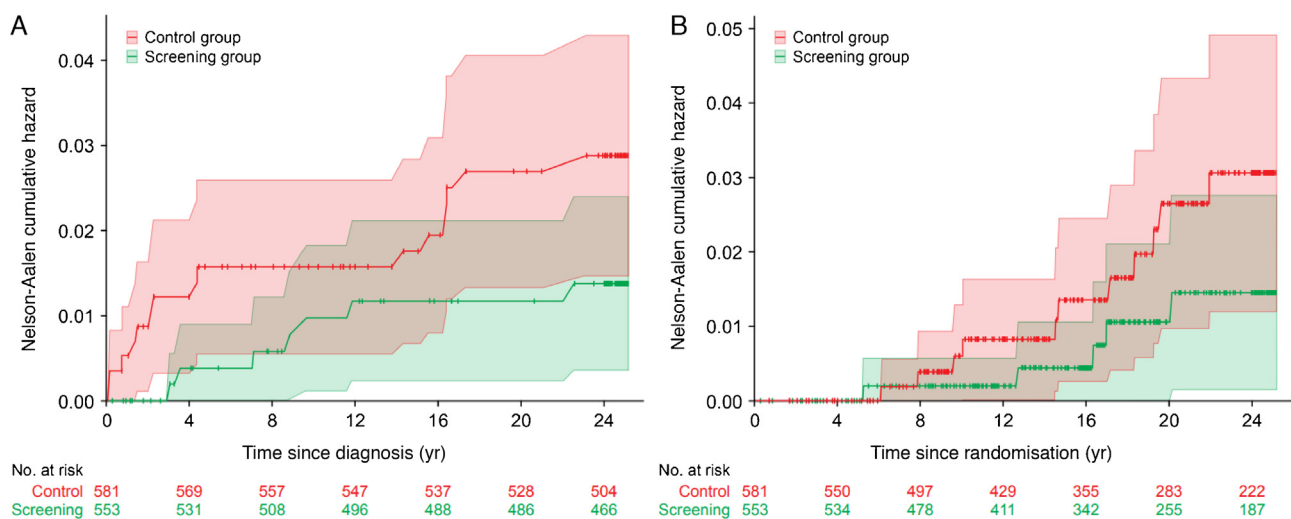 A
Control group
Screening group
Nelson-Aalen cumulative hazard
0.04
0.03
0.02
0.01
0.00
0 4 8 12 16 20 24
Time since diagnosis (yr)
No. at risk
Control 581 569 557 547 537 528 504
Screening 553 531 508 496 488 486 466
B
Control group
Screening group
Nelson-Aalen cumulative hazard
0.05
0.04
0.03
0.02
0.01
0.00
0 4 8 12 16 20 24
Time since randomisation (yr)
No. at risk
Control 581 550 497 429 355 283 222
Screening 553 534 478 411 342 255 187